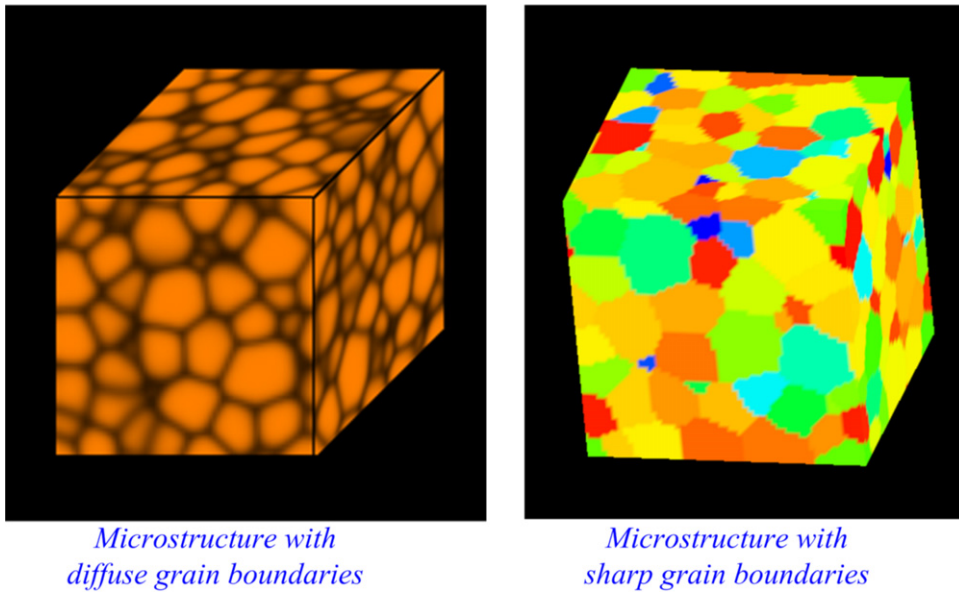 Microstructure with
diffuse grain boundaries
Microstructure with
sharp grain boundaries